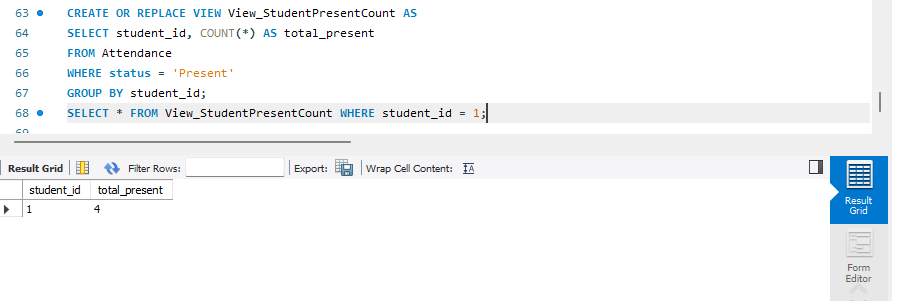 63 CREATE OR REPLACE VIEW View_StudentPresentCount AS
64 SELECT student_id, COUNT(*) AS total_present
65 FROM Attendance
66 WHERE status = 'Present'
67 GROUP BY student_id;
68 SELECT * FROM View_StudentPresentCount WHERE student_id = 1;
69
Result Grid Filter Rows: Export: Wrap Cell Content: IA
student_id total_present
1 4
Result
Grid
Form
Editor